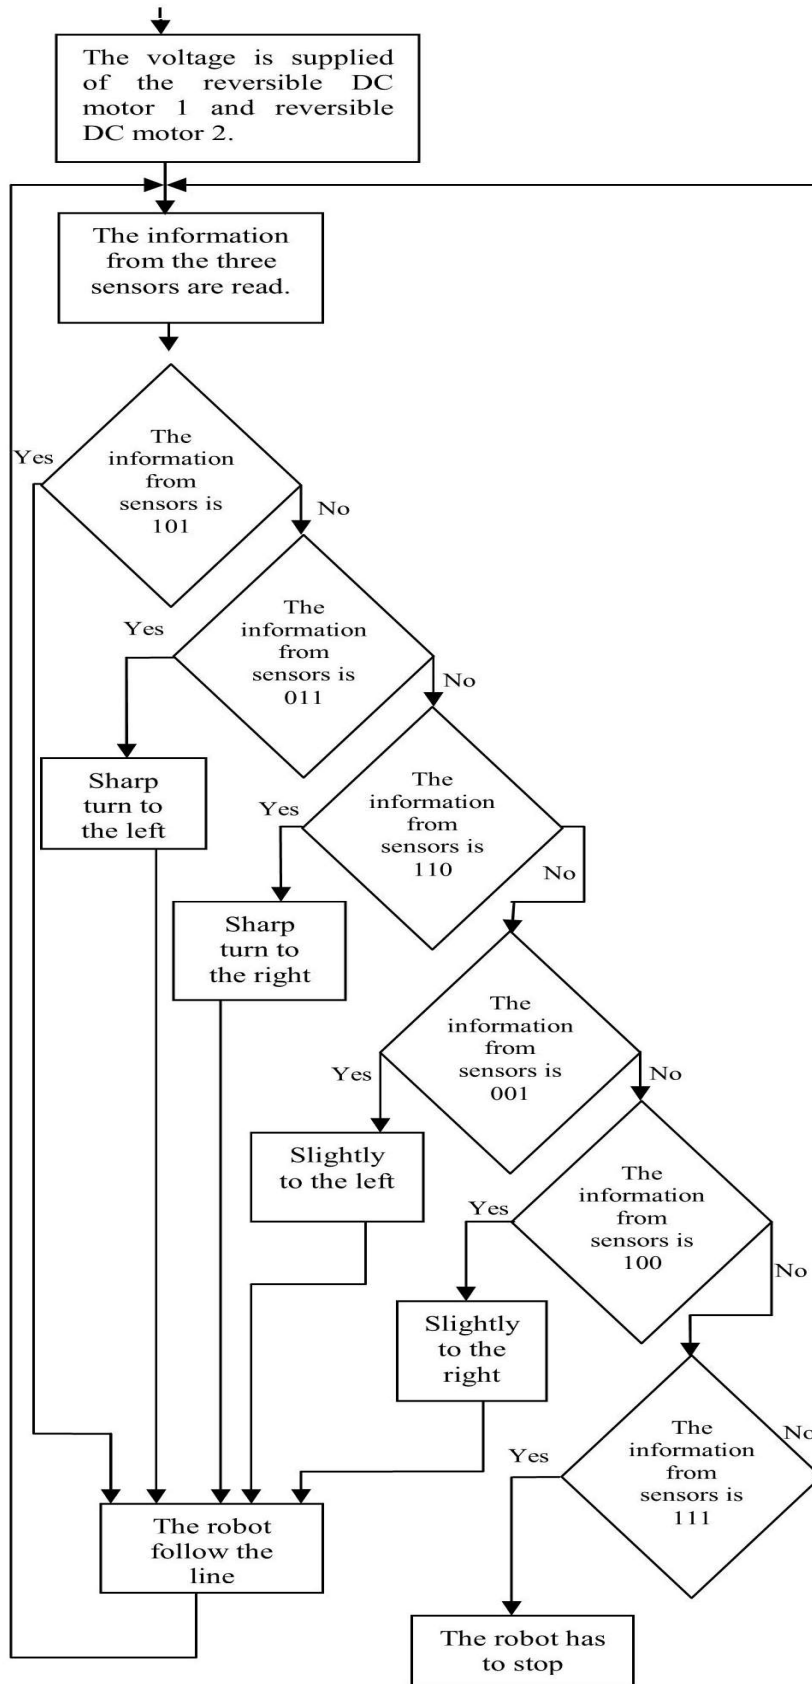 The voltage is supplied
of the reversible DC
motor 1 and reversible
DC motor 2.
The information
from the three
sensors are read.
The
information
from
sensors is
101
Yes
No
The
information
from
sensors is
011
Yes
No
Sharp
turn to
the left
The
information
from
sensors is
110
Yes
No
Sharp
turn to
the right
The
information
from
sensors is
001
Yes
No
Slightly
to the left
The
information
from
sensors is
100
Yes
No
Slightly
to the
right
The
information
from
sensors is
111
Yes
No
The robot
follow the
line
The robot has
to stop